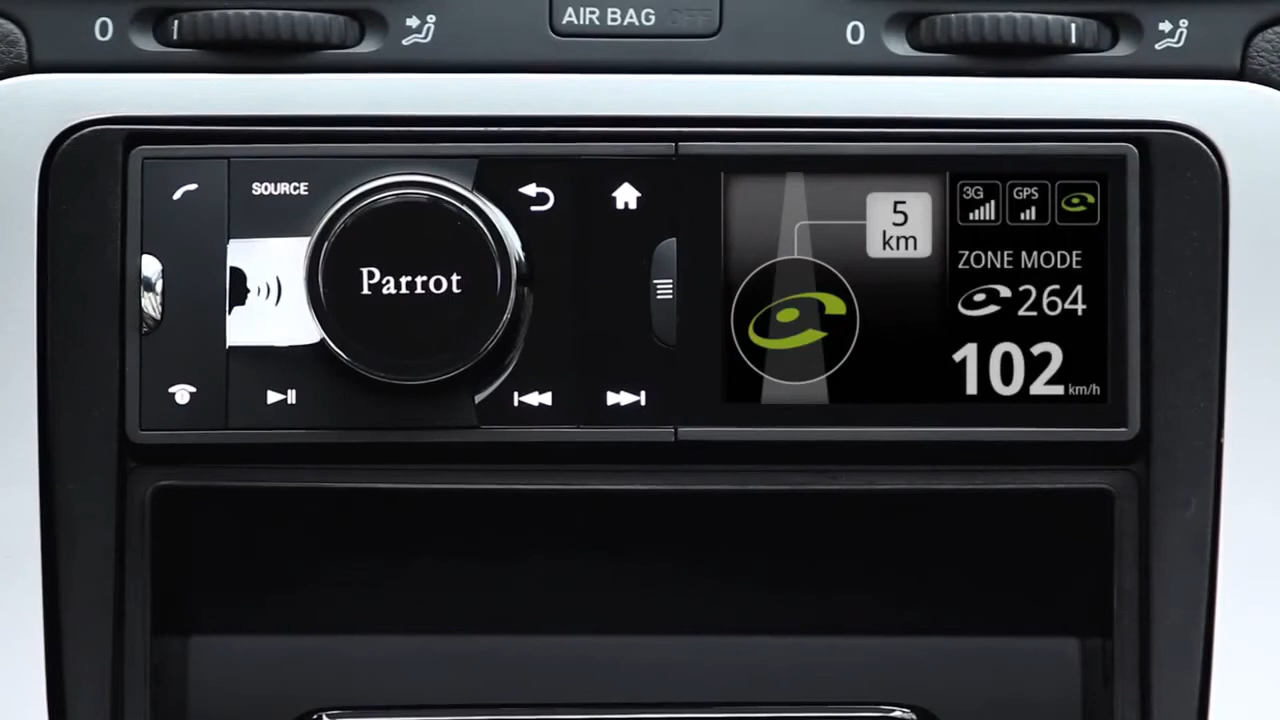 0
AIR BAG OFF
0
SOURCE
Parrot
5
km
3G
GPS
ZONE MODE
264
102
km/h